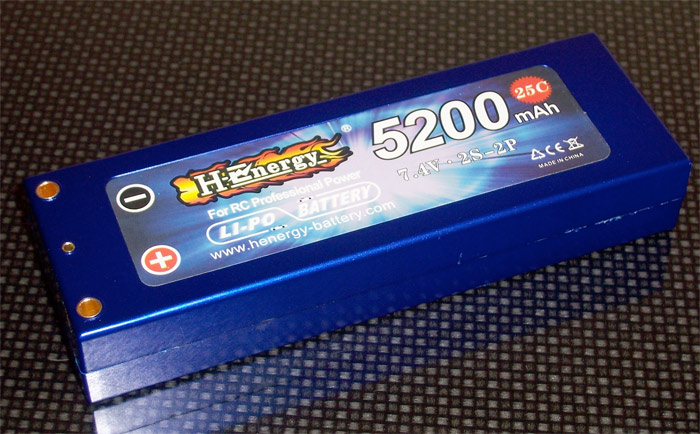 H-Energy®
For RC Professional Power
LI-PO BATTERY
www.henergy-battery.com
5200 mAh
25C
7.4V · 2S-2P
CE
MADE IN CHINA